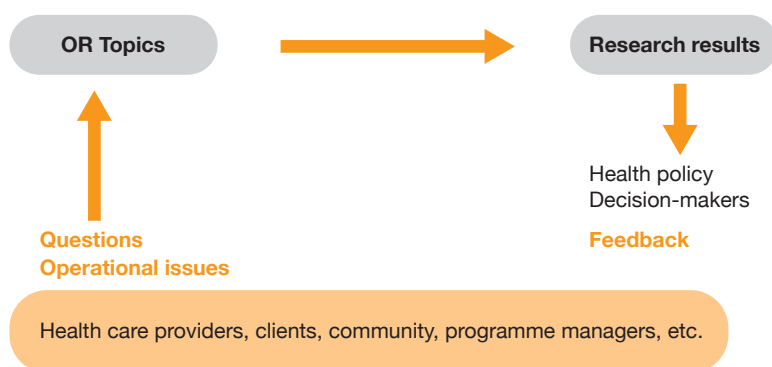 OR Topics
Research results
Health policy
Decision-makers
Questions
Operational issues
Feedback
Health care providers, clients, community, programme managers, etc.